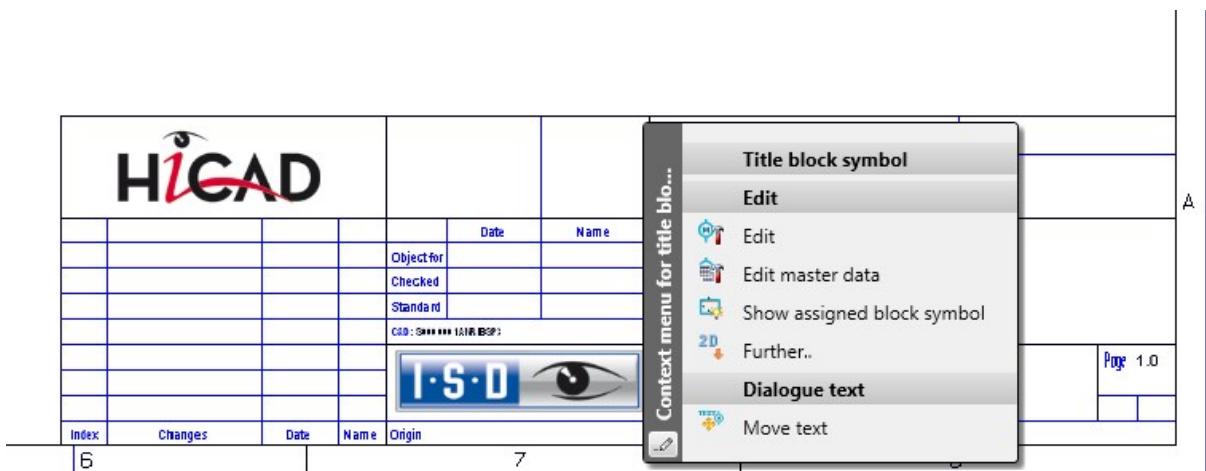 HiCAD
Date Name
Object for
Checked
Standard
CAD :
I·S·D
Index Changes Date Name Origin
6 7
A
Page 1.0
Context menu for title blo...
Title block symbol
Edit
Edit
Edit master data
Show assigned block symbol
2D Further..
Dialogue text
Move text